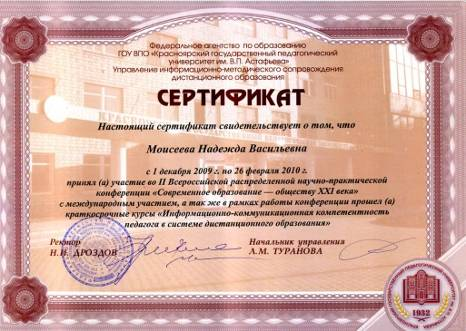 Федеральное агентство по образованию
ГОУ ВПО «Красноярский государственный педагогический
университет им. В.П. Астафьева»
Управления информационно-методического сопровождения
дистанционного образования
СЕРТИФИКАТ
Настоящий сертификат свидетельствует о том, что
Моисеева Надежда Васильевна
с 1 декабря 2009 г. по 26 февраля 2010 г.
принял (а) участие во II Всероссийской распределенной научно-практической
конференции «Современное образование — обществу XXI века»
с международным участием, а так же в рамках работы конференции прошел (а)
краткосрочные курсы «Информационно-коммуникационная компетентность
педагога в системе дистанционного образования»
Ректор
Н.И. ДРОЗДОВ
Начальник управления
А.М. ТУРАНОВА
1932